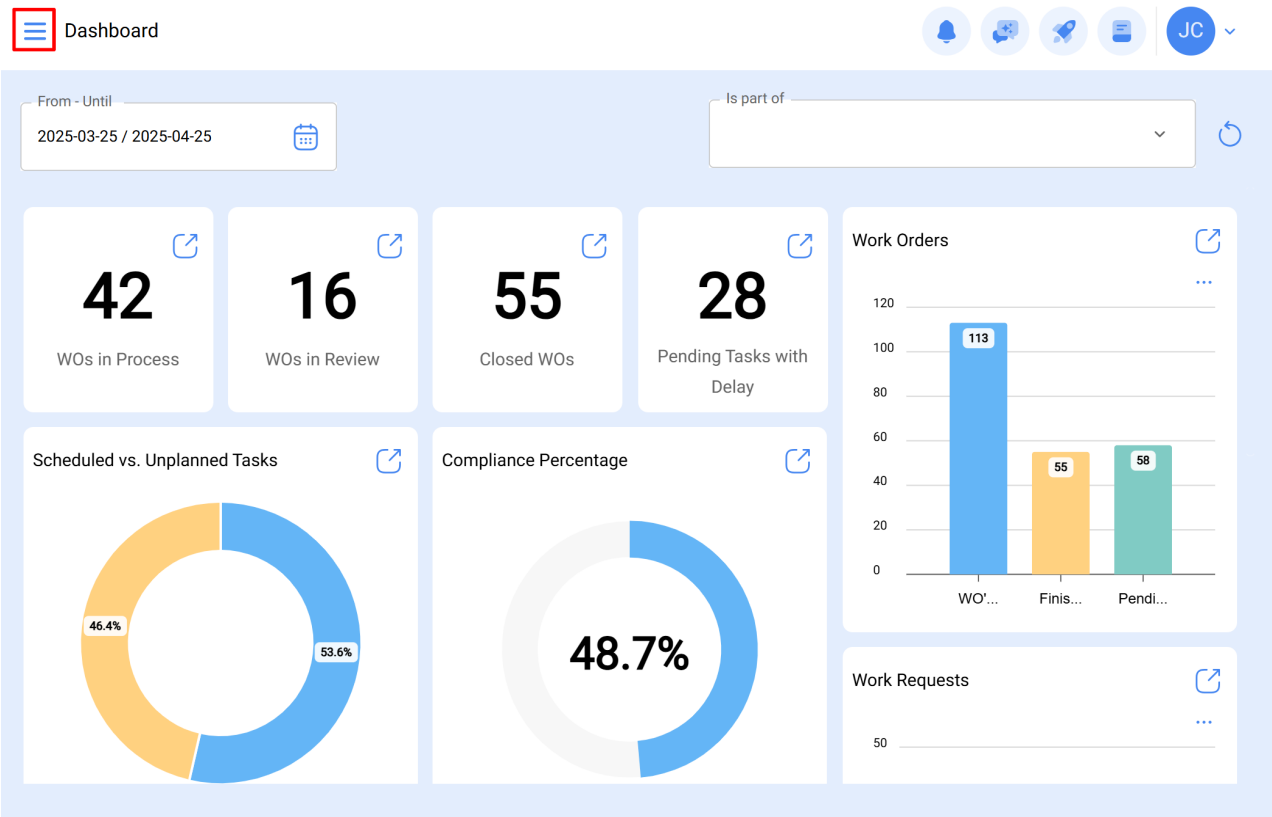 Dashboard
JC
From - Until
2025-03-25 / 2025-04-25
Is part of
42
WOs in Process
16
WOs in Review
55
Closed WOs
28
Pending Tasks with
Delay
Work Orders
...
120
100
80
60
40
20
0
113
55
58
WO'...
Finis...
Pendi...
Scheduled vs. Unplanned Tasks
46.4%
53.6%
Compliance Percentage
48.7%
Work Requests
...
50